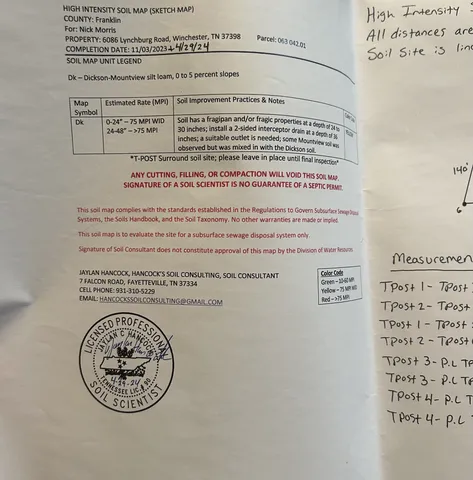 HIGH INTENSITY SOIL MAP (SKETCH MAP)
COUNTY: Franklin
For: Nick Morris
PROPERTY: 6086 Lynchburg Road, Winchester, TN 37398
Parcel: 063 042.01
COMPLETION DATE: 11/03/2023 + 4/29/24
SOIL MAP UNIT LEGEND
Dk – Dickson-Mountview silt loam, 0 to 5 percent slopes
Map Symbol
Estimated Rate (MPI)
Soil Improvement Practices & Notes
Dk
0-24" – 75 MPI WID
24-48" – >75 MPI
Soil has a fragipan and/or fragic properties at a depth of 24 to
30 inches; install a 2-sided interceptor drain at a depth of 36
inches; a suitable outlet is needed; some Mountview soil was
observed but was mixed in with the Dickson soil.
*T-POST Surround soil site; please leave in place until final inspection*
ANY CUTTING, FILLING, OR COMPACTION WILL VOID THIS SOIL MAP.
SIGNATURE OF A SOIL SCIENTIST IS NO GUARANTEE OF A SEPTIC PERMIT.
This soil map complies with the standards established in the Regulations to Govern Subsurface Sewage Disposal
Systems, the Soils Handbook, and the Soil Taxonomy. No other warranties are made or implied.
This soil map is to evaluate the site for a subsurface sewage disposal system only.
Signature of Soil Consultant does not constitute approval of this map by the Division of Water Resources.
JAYLAN HANCOCK, HANCOCK'S SOIL CONSULTING, SOIL CONSULTANT
7 FALCON ROAD, FAYETTEVILLE, TN 37334
CELL PHONE: 931-310-5229
EMAIL: HANCOCKSSOILCONSULTING@GMAIL.COM
Color Code
Green – 10-60 MPI
Yellow – 75 MPI WID
Red – >75 MPI
LICENSED PROFESSIONAL
JAYLAN C HANCOCK
4-29-24
TENNESSEE LIC #
SOIL SCIENTIST
High Intensity
All distances are
Soil Site is
140°
Measuremen
TPost 1 - TPost
TPost 2 - TPost
TPost 1 - TPost
TPost 2 - TPost
TPost 3 - P.L TP
TPost 3 - P.L TP
TPost 4 - P.L T
TPost 4 - P.L